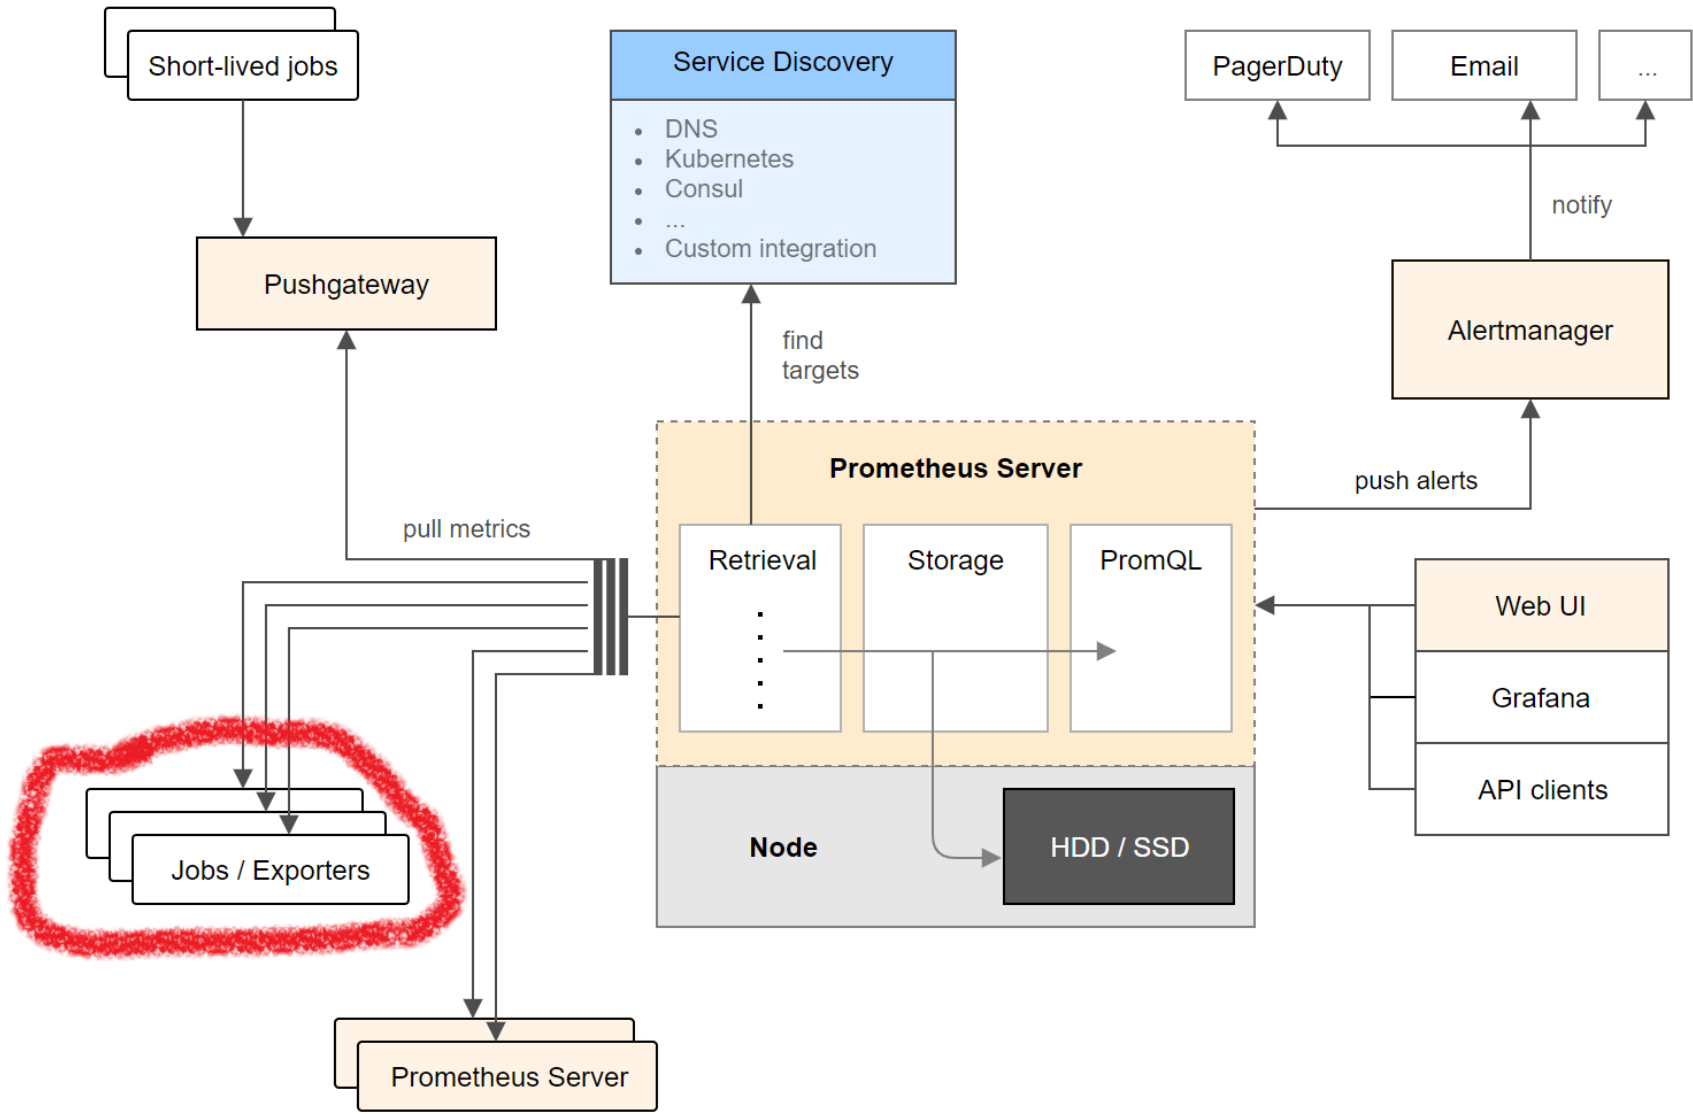 Short-lived jobs
Service Discovery
DNS
Kubernetes
Consul
...
Custom integration
PagerDuty
Email
...
notify
Pushgateway
Alertmanager
find
targets
Prometheus Server
push alerts
pull metrics
Retrieval
Storage
PromQL
Web UI
Grafana
API clients
Node
HDD / SSD
Jobs / Exporters
Prometheus Server